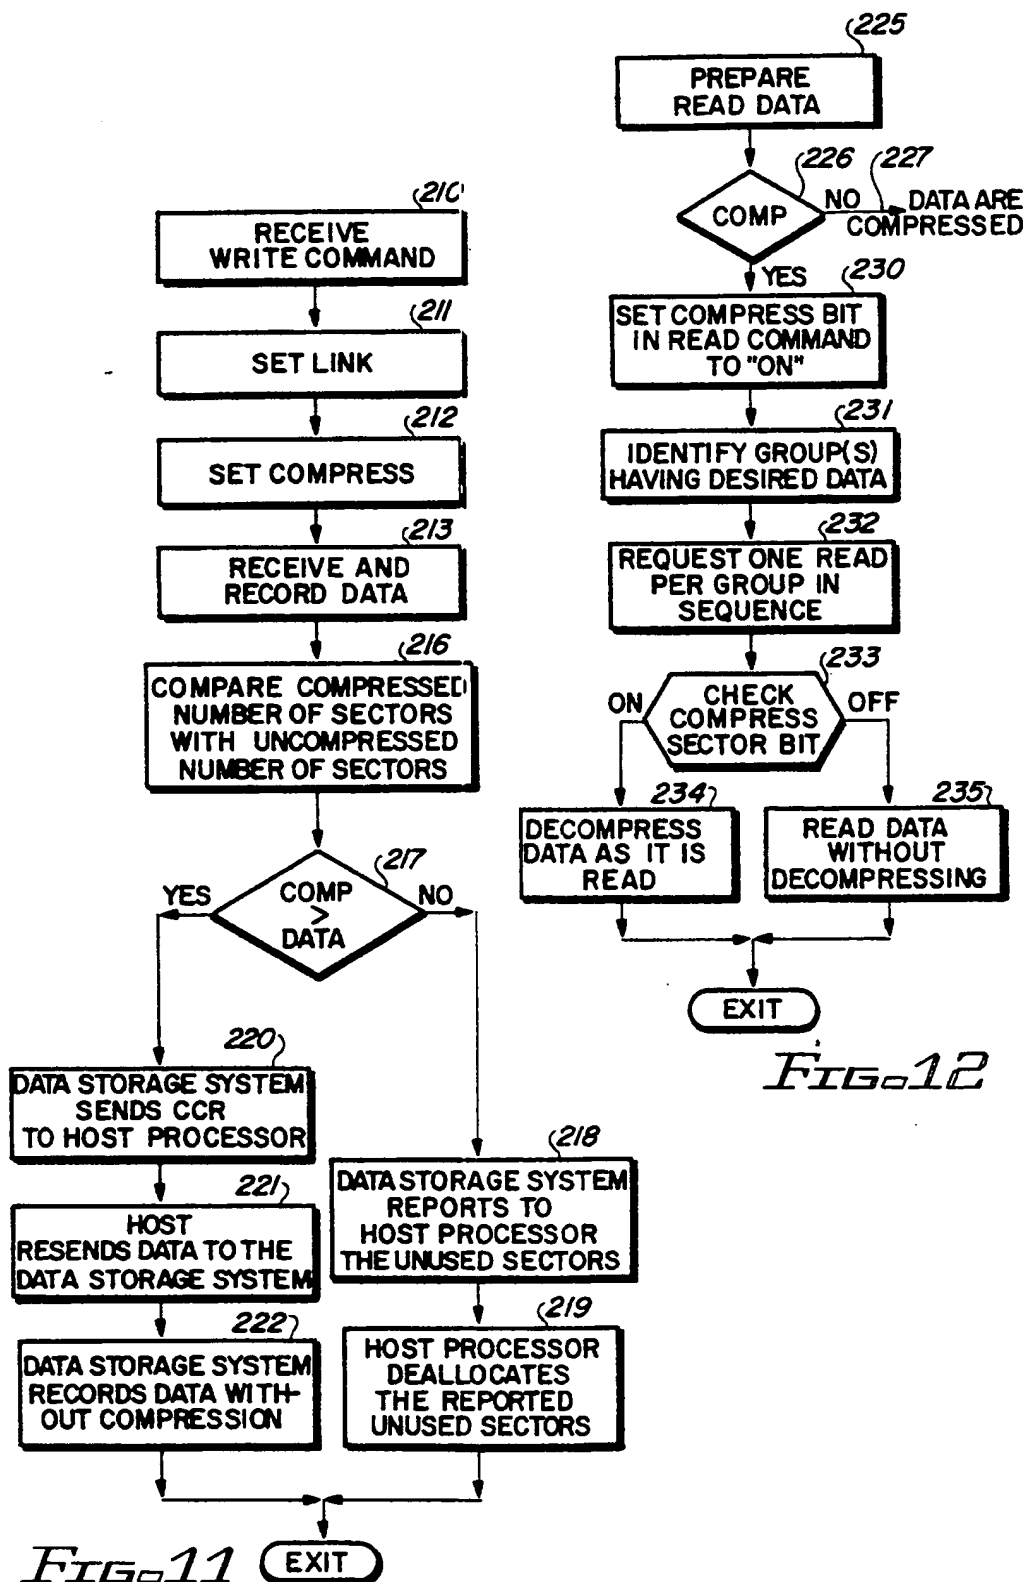 210
RECEIVE
WRITE COMMAND
211
SET LINK
212
SET COMPRESS
213
RECEIVE AND
RECORD DATA
216
COMPARE COMPRESSED
NUMBER OF SECTORS
WITH UNCOMPRESSED
NUMBER OF SECTORS
217
YES
COMP
>
DATA
NO
220
DATA STORAGE SYSTEM
SENDS CCR
TO HOST PROCESSOR
221
HOST
RESENDS DATA TO THE
DATA STORAGE SYSTEM
222
DATA STORAGE SYSTEM
RECORDS DATA WITH-
OUT COMPRESSION
218
DATA STORAGE SYSTEM
REPORTS TO
HOST PROCESSOR
THE UNUSED SECTORS
219
HOST PROCESSOR
DEALLOCATES
THE REPORTED
UNUSED SECTORS
EXIT
FIG. 11
225
PREPARE
READ DATA
226
227
COMP
NO
DATA ARE
COMPRESSED
YES
230
SET COMPRESS BIT
IN READ COMMAND
TO "ON"
231
IDENTIFY GROUP(S)
HAVING DESIRED DATA
232
REQUEST ONE READ
PER GROUP IN
SEQUENCE
233
ON
CHECK
COMPRESS
SECTOR BIT
OFF
234
DECOMPRESS
DATA AS IT IS
READ
235
READ DATA
WITHOUT
DECOMPRESSING
EXIT
FIG. 12